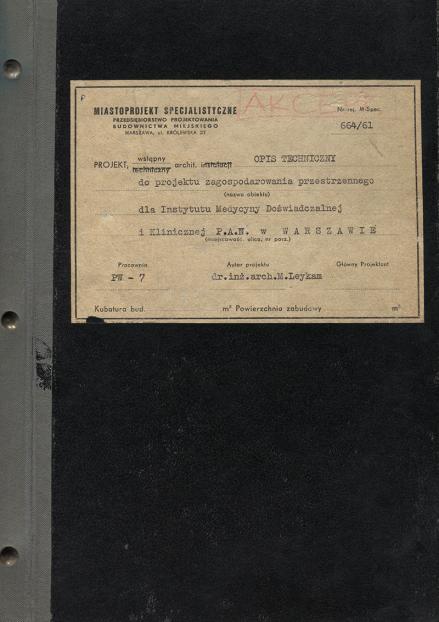 MIASTOPROJEKT SPECJALISTYCZNE
PRZEDSIĘBIORSTWO PROJEKTOWANIA
BUDOWNICTWA MIEJSKIEGO
WARSZAWA, ul. KRÓLEWSKA 27
Nr rej. M-Spec.
664/61
PROJEKT, wstępny techniczny archit. instalacji OPIS TECHNICZNY
do projektu zagospodarowania przestrzennego
(nazwa obiektu)
dla Instytutu Medycyny Doświadczalnej
i Klinicznej P.A.N. w WARSZAWIE
(miejscowość, ulica, nr porz.)
Pracownia Autor projektu Główny Projektant
PW - 7 dr.inż.arch.M.Leykam
Kubatura bud. m³ Powierzchnia zabudowy m²